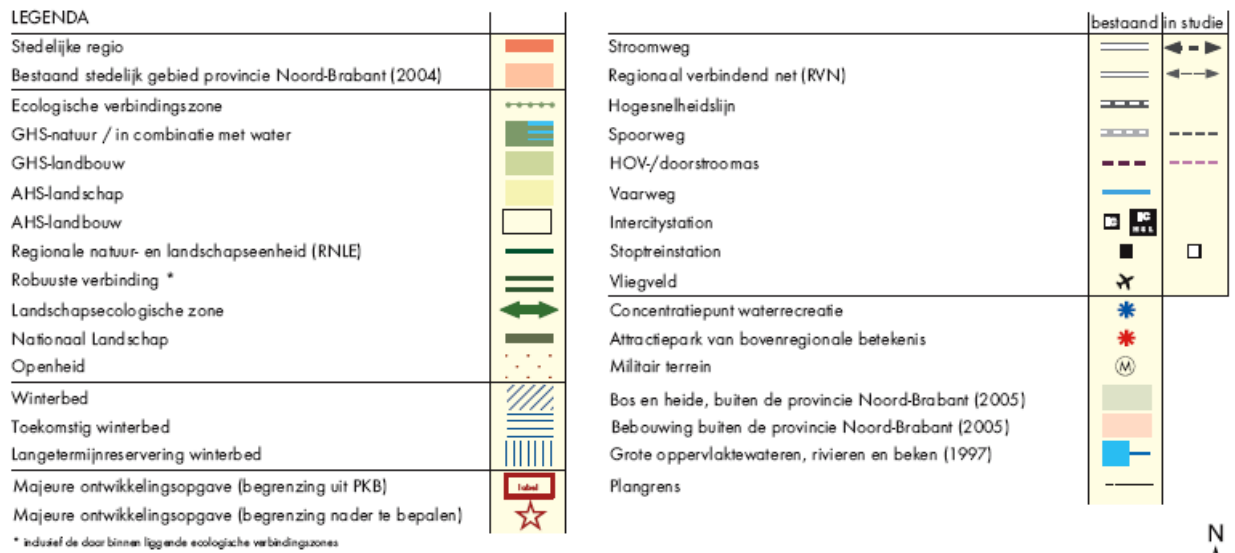 LEGENDA
Stedelijke regio
Bestaand stedelijk gebied provincie Noord-Brabant (2004)
Ecologische verbindingszone
GHS-natuur / in combinatie met water
GHS-landbouw
AHS-landschap
AHS-landbouw
Regionale natuur- en landschapseenheid (RNLE)
Robuuste verbinding *
Landschapsecologische zone
Nationaal Landschap
Openheid
Winterbed
Toekomstig winterbed
Langetermijnreservering winterbed
Majeure ontwikkelingsopgave (begrenzing uit PKB)
label
Majeure ontwikkelingsopgave (begrenzing nader te bepalen)
* inclusief de daar binnen liggende ecologische verbindingszones
bestaand in studie
Stroomweg
Regionaal verbindend net (RVN)
Hogesnelheidslijn
Spoorweg
HOV-/doorstroomas
Vaarweg
Intercitystation IC IC HSL
Stoptreinstation
Vliegveld
Concentratiepunt waterrecreatie
Attractiepark van bovenregionale betekenis
Militair terrein M
Bos en heide, buiten de provincie Noord-Brabant (2005)
Bebouwing buiten de provincie Noord-Brabant (2005)
Grote oppervlaktewateren, rivieren en beken (1997)
Plangrens
N